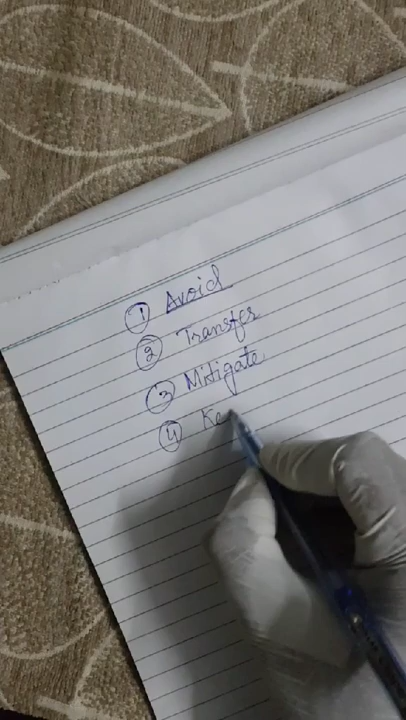 ① Avoid
② Transfer
③ Mitigate
④ Ke